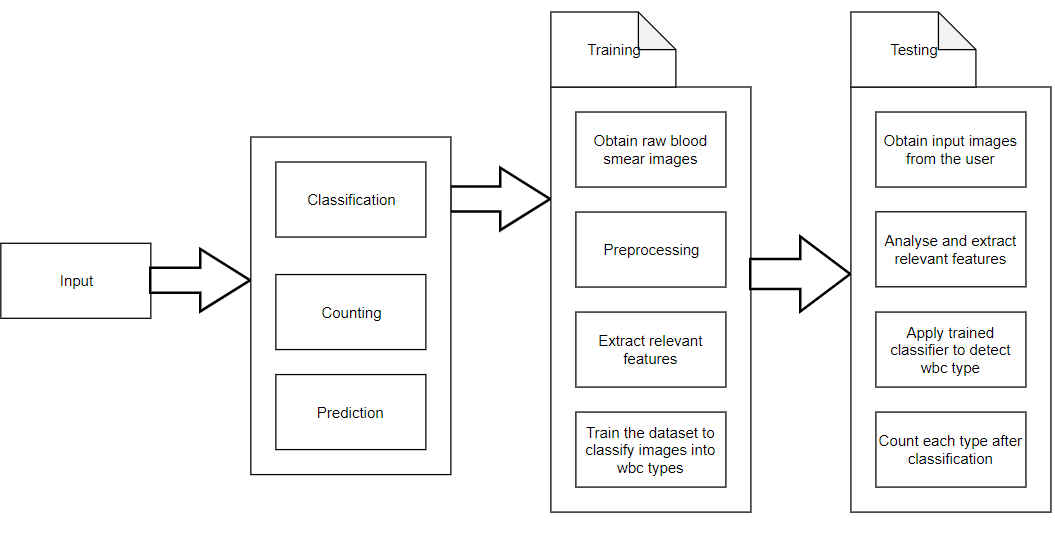 Input
Classification
Counting
Prediction
Training
Obtain raw blood
smear images
Preprocessing
Extract relevant
features
Train the dataset to
classify images into
wbc types
Testing
Obtain input images
from the user
Analyse and extract
relevant features
Apply trained
classifier to detect
wbc type
Count each type after
classification